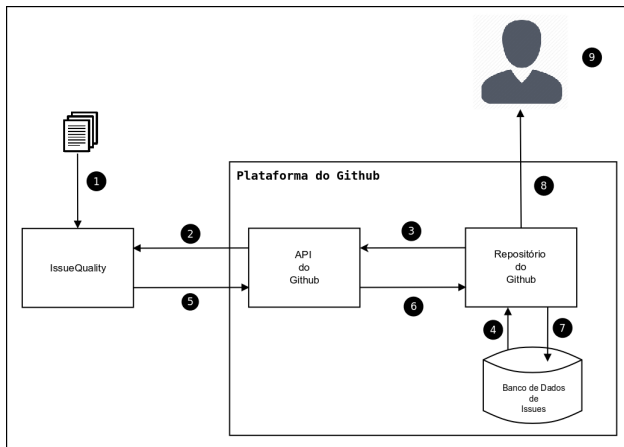 9
1
Plataforma do Github
8
2
3
IssueQuality
API
do
Github
Repositório
do
Github
5
6
4
7
Banco de Dados
de
Issues